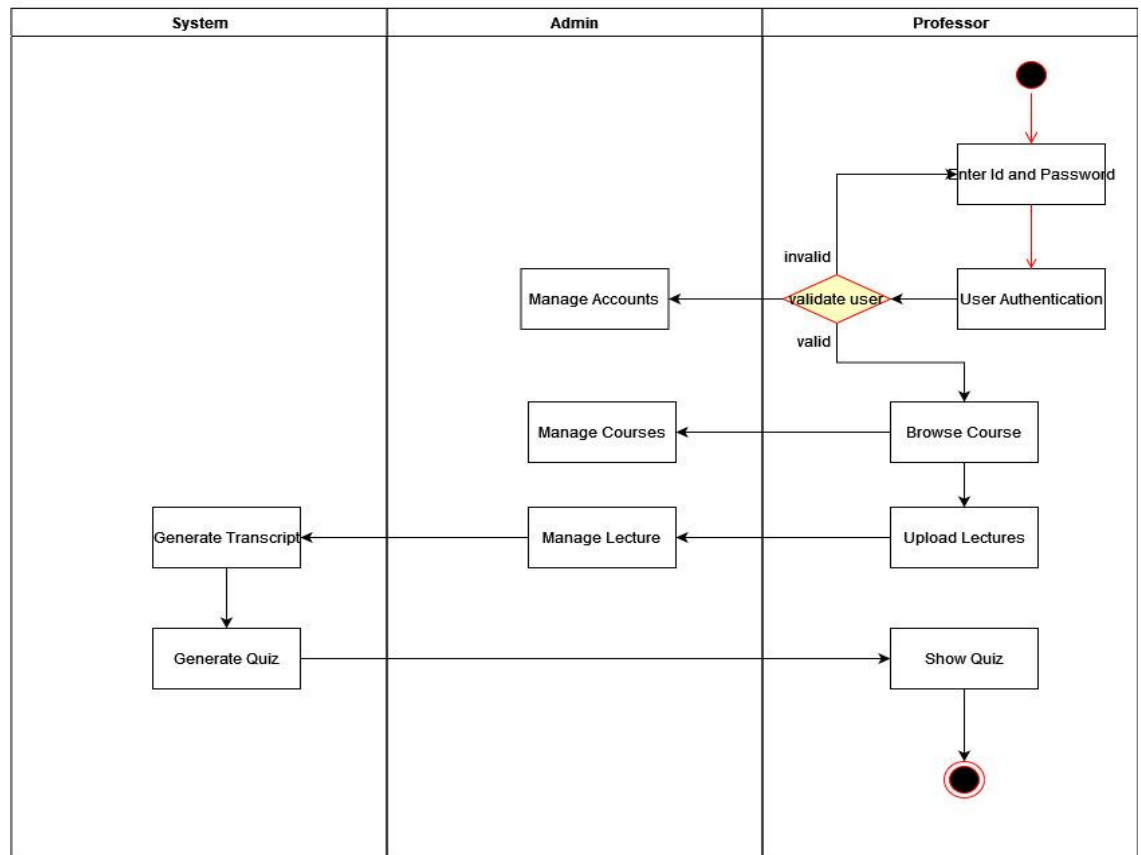 System
Admin
Professor
Enter Id and Password
invalid
Manage Accounts
validate user
User Authentication
valid
Manage Courses
Browse Course
Generate Transcript
Manage Lecture
Upload Lectures
Generate Quiz
Show Quiz